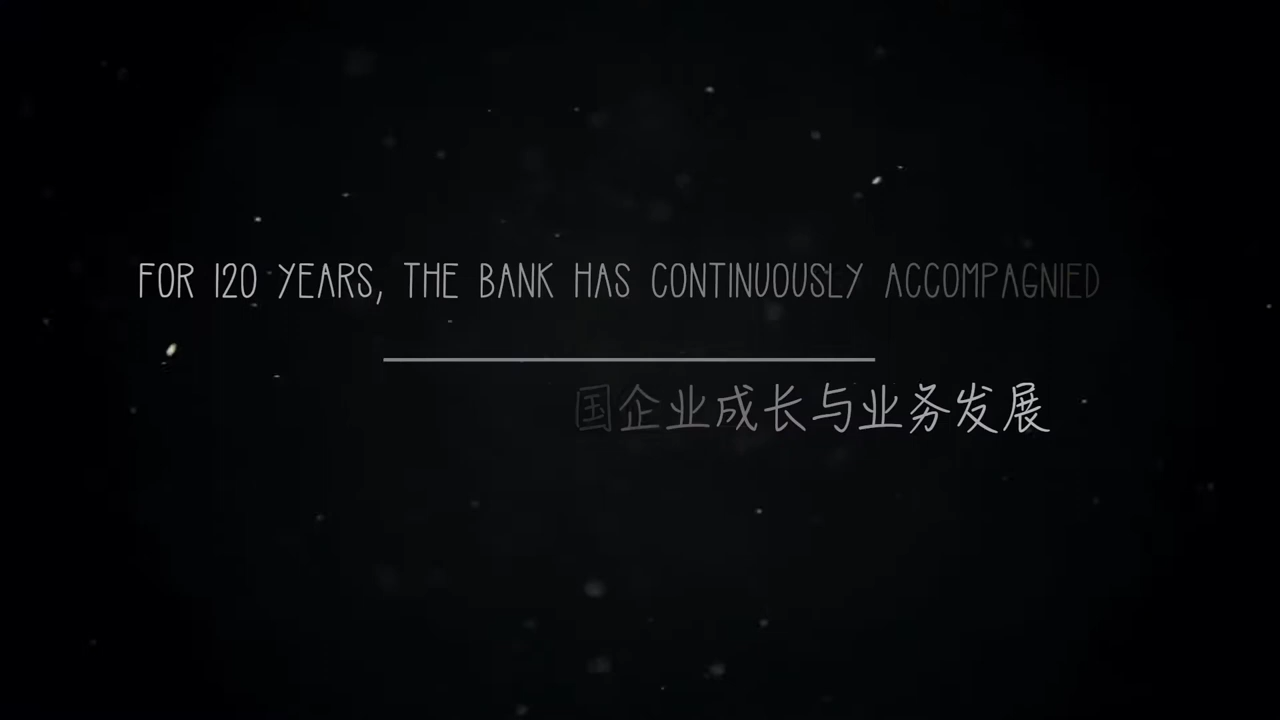 FOR 120 YEARS, THE BANK HAS CONTINUOUSLY ACCOMPAGNIED
国企业成长与业务发展